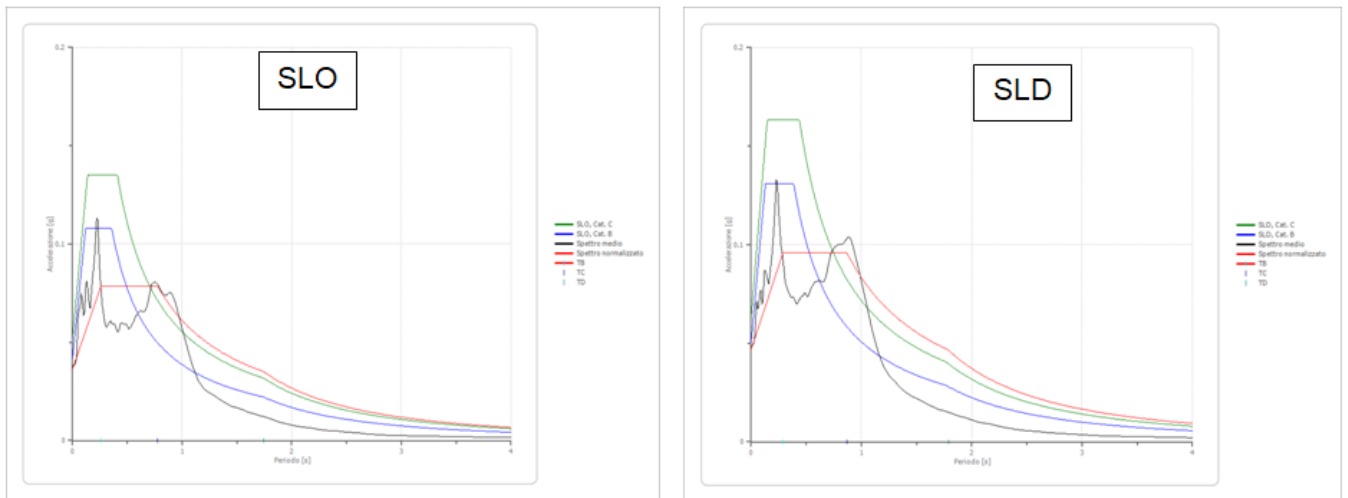 SLO
0.2
0.1
0
Accelerazione [g]
0
1
2
3
4
Periodo [s]
SLO, Cat. C
SLO, Cat. B
Spettro medio
Spettro normalizzato
TB
TC
TD
SLD
0.2
0.1
0
Accelerazione [g]
0
1
2
3
4
Periodo [s]
SLD, Cat. C
SLD, Cat. B
Spettro medio
Spettro normalizzato
TB
TC
TD